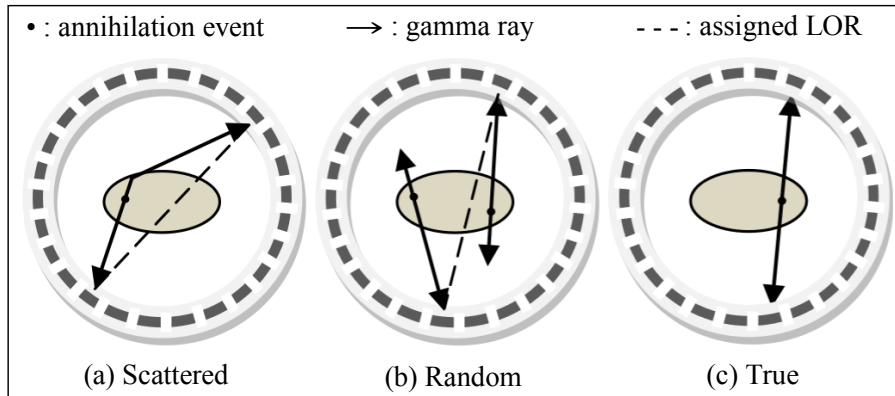 • : annihilation event → : gamma ray - - - : assigned LOR
(a) Scattered (b) Random (c) True